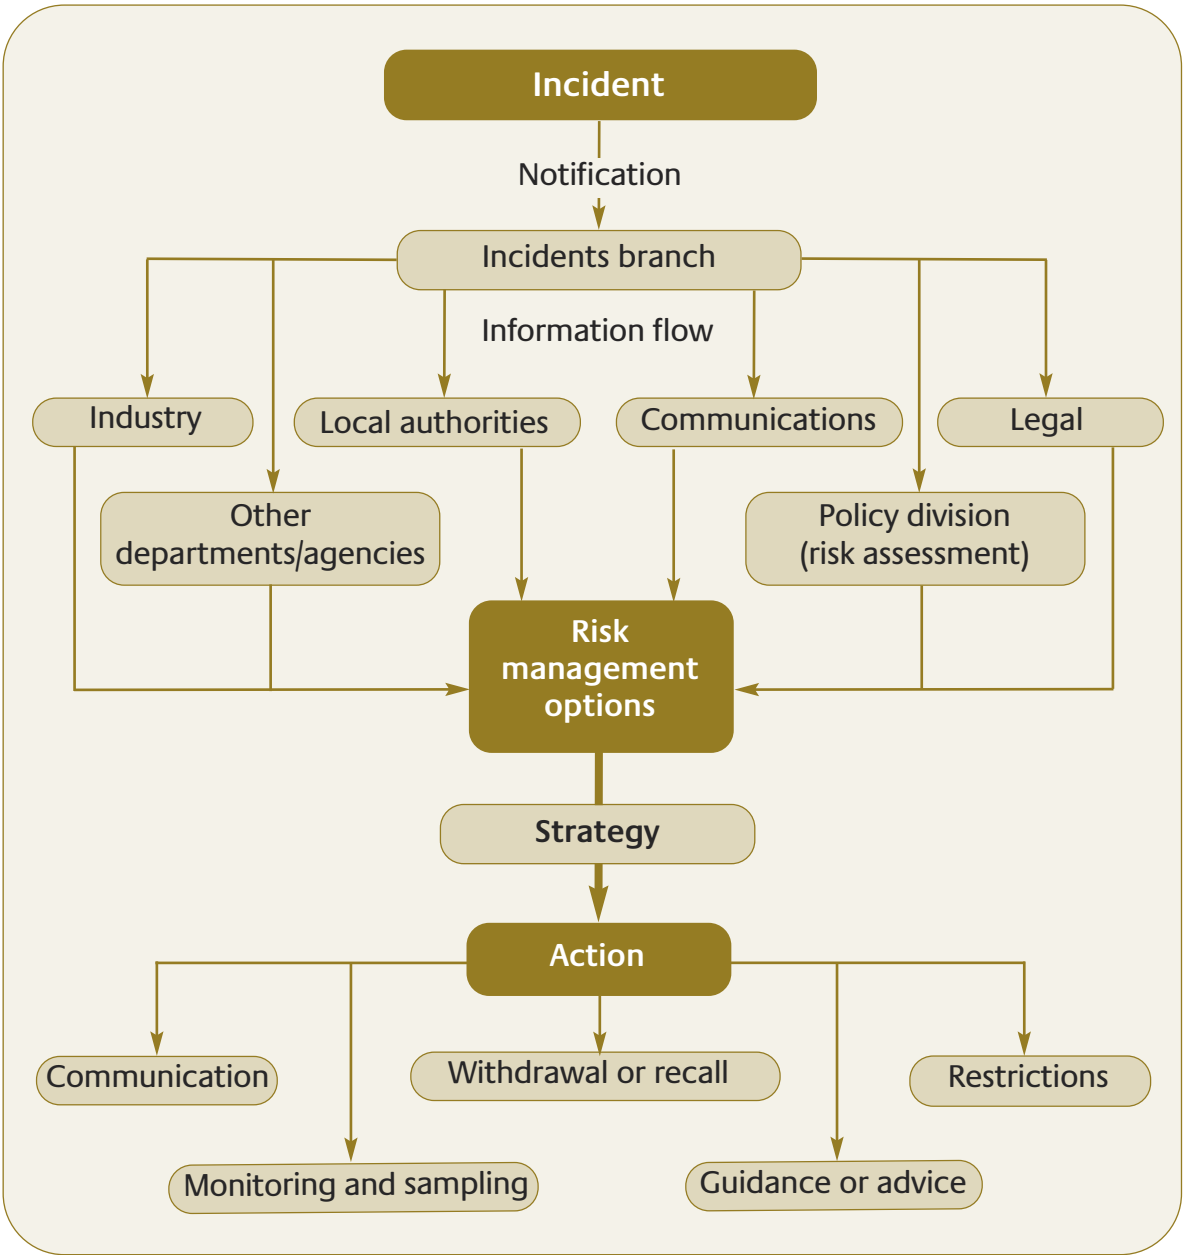 Incident
Notification
Incidents branch
Information flow
Industry
Local authorities
Communications
Legal
Other
departments/agencies
Policy division
(risk assessment)
Risk
management
options
Strategy
Action
Communication
Withdrawal or recall
Restrictions
Monitoring and sampling
Guidance or advice